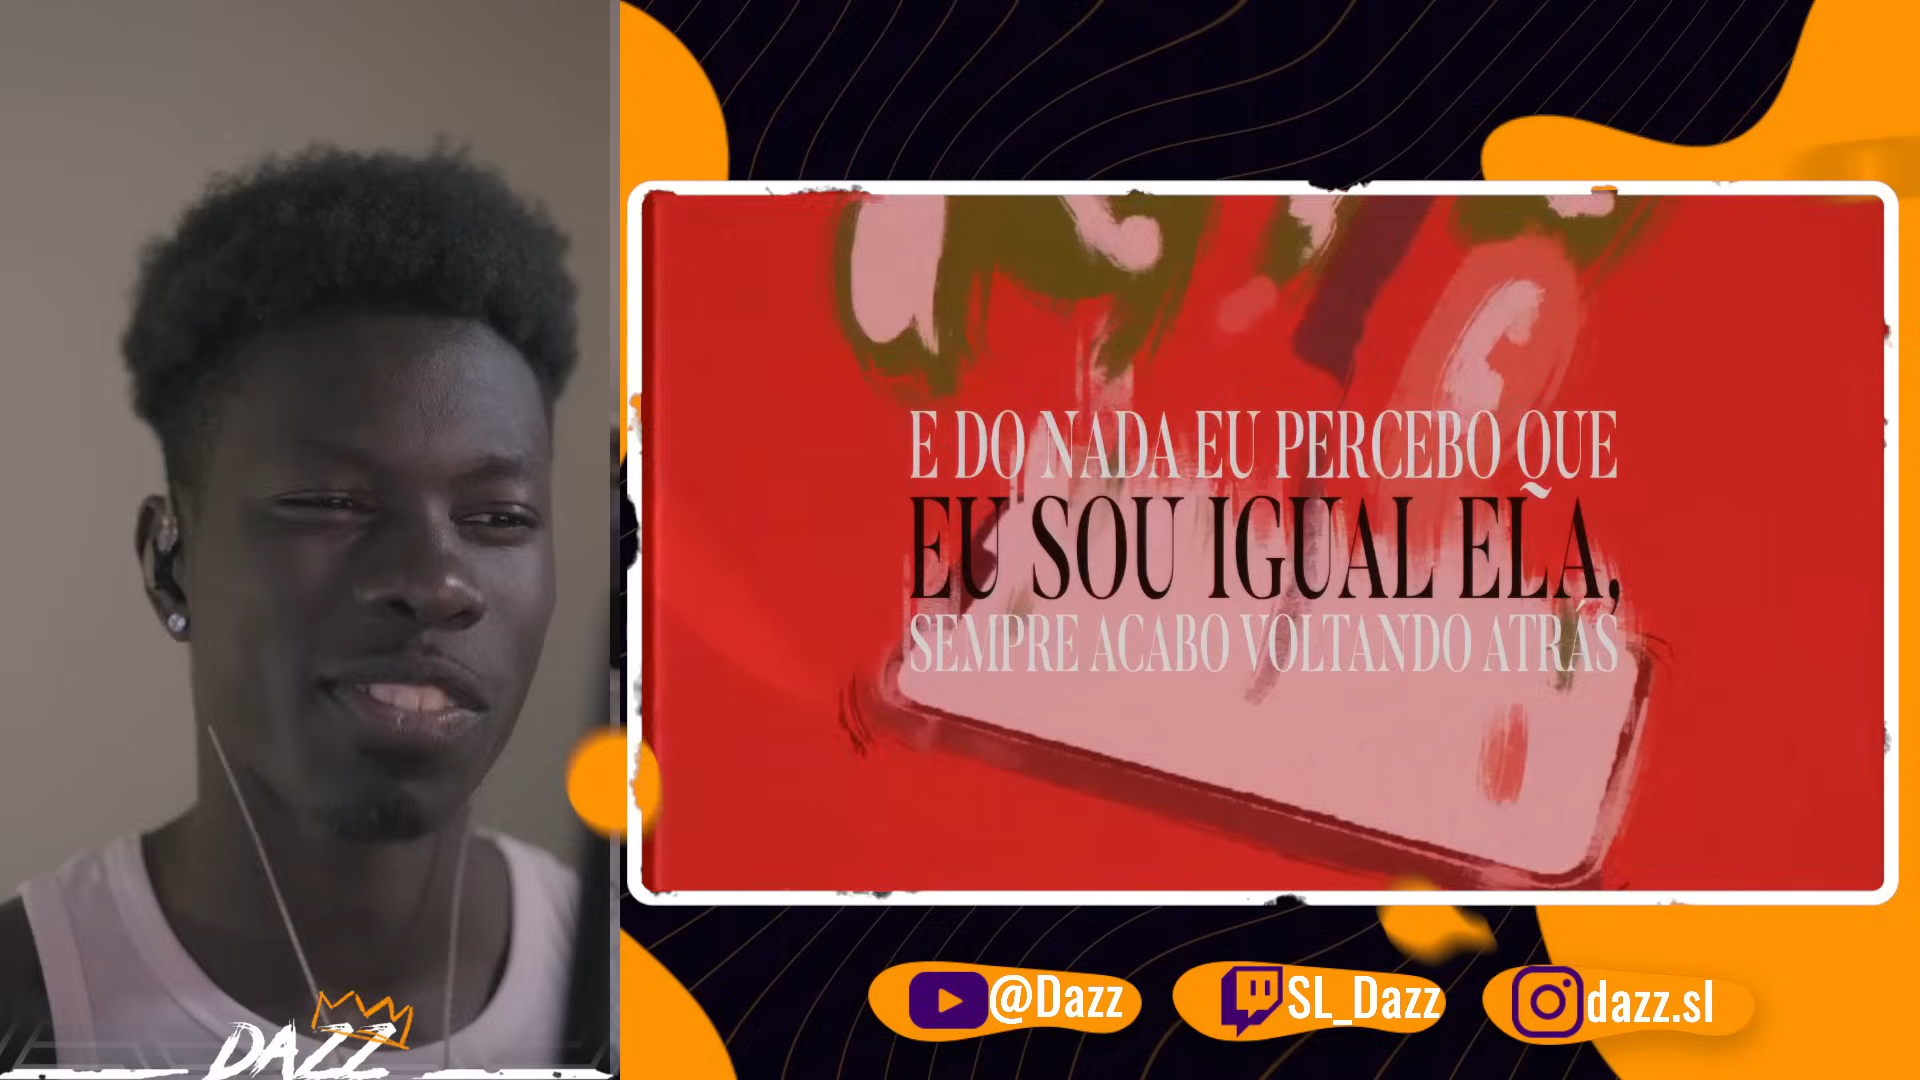 E DO NADA EU PERCEBO QUE
EU SOU IGUAL ELA,
SEMPRE ACABO VOLTANDO ATRÁS
@Dazz
SL_Dazz
dazz.sl
DAZZ